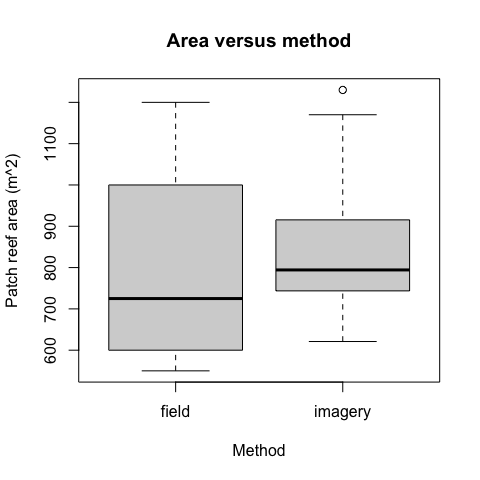 Area versus method
Patch reef area (m^2)
1100
900
800
700
600
field imagery
Method